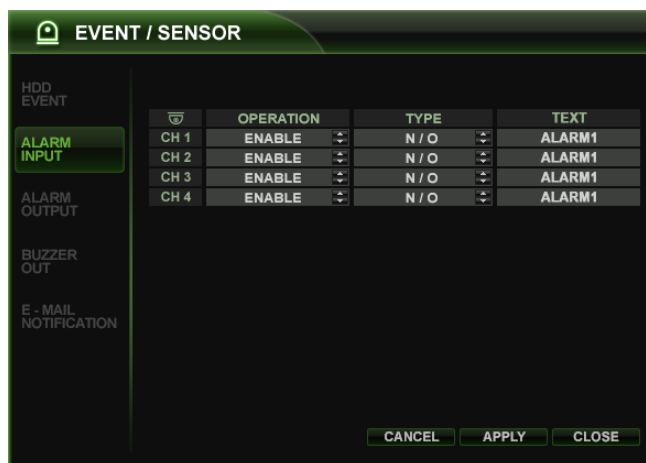 EVENT / SENSOR
HDD
EVENT
ALARM
INPUT
ALARM
OUTPUT
BUZZER
OUT
E - MAIL
NOTIFICATION
OPERATION TYPE TEXT
CH 1 ENABLE N / O ALARM1
CH 2 ENABLE N / O ALARM1
CH 3 ENABLE N / O ALARM1
CH 4 ENABLE N / O ALARM1
CANCEL APPLY CLOSE